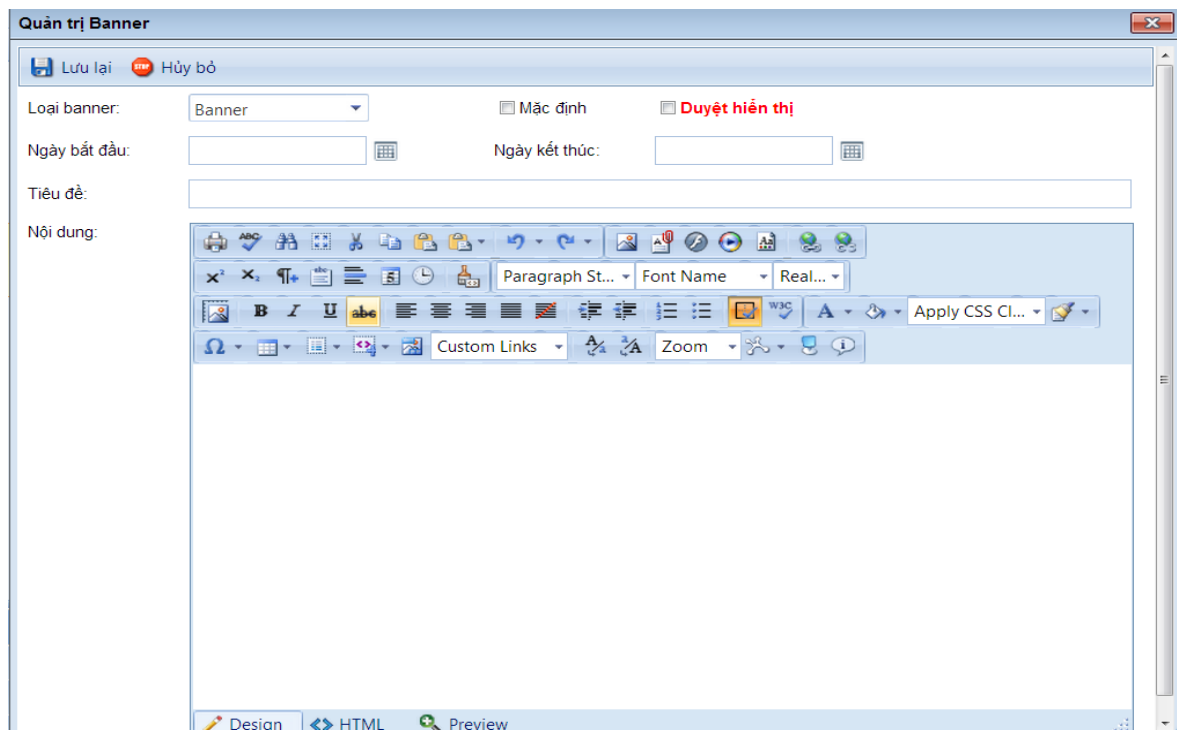 Quản trị Banner
Lưu lại Hủy bỏ
Loại banner: Banner Mặc định Duyệt hiển thị
Ngày bắt đầu: Ngày kết thúc:
Tiêu đề:
Nội dung:
Paragraph St... Font Name Real...
B I U abc W3C A Apply CSS Cl...
Ω Custom Links Zoom
Design HTML Preview